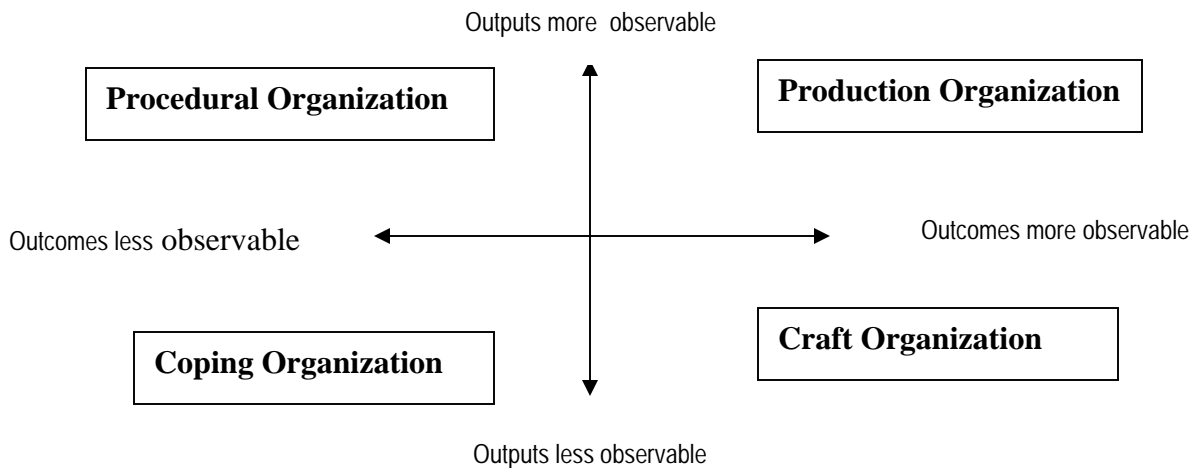 Outputs more observable
Procedural Organization
Production Organization
Outcomes less observable
Outcomes more observable
Coping Organization
Craft Organization
Outputs less observable